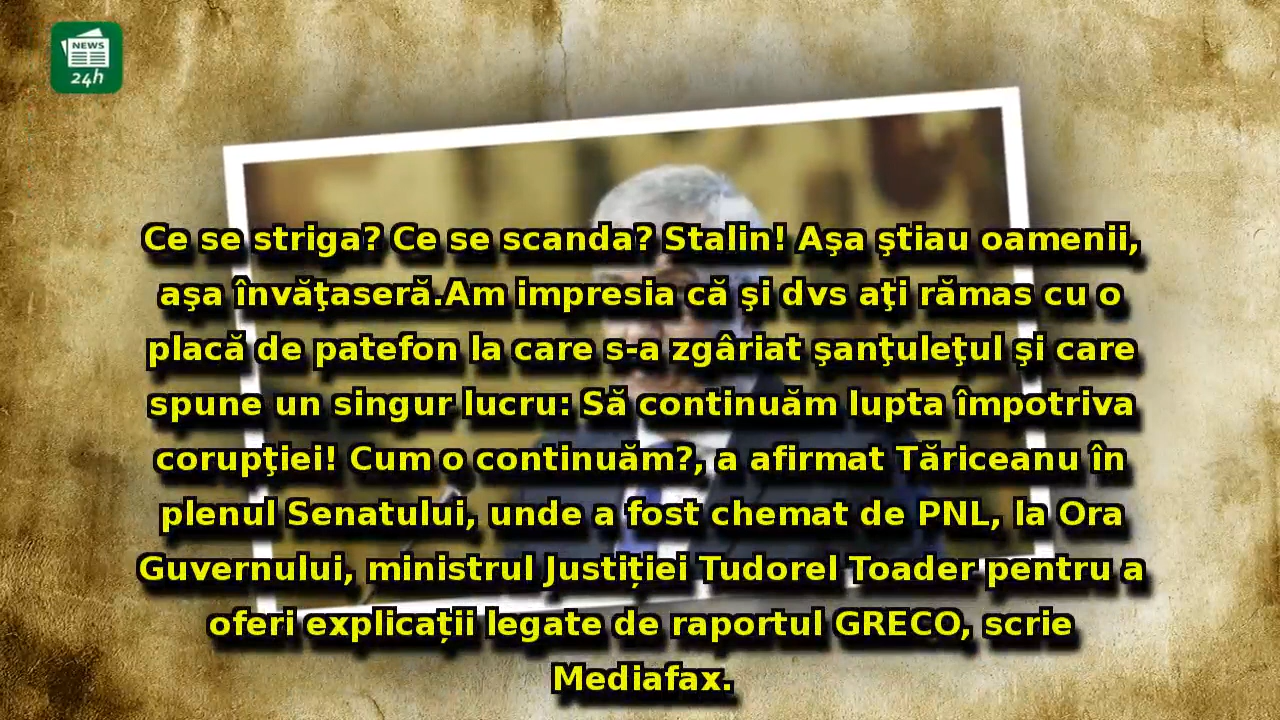 NEWS
24h
Ce se striga? Ce se scanda? Stalin! Aşa ştiau oamenii,
aşa învăţaseră.Am impresia că şi dvs aţi rămas cu o
placă de patefon la care s-a zgâriat şanţuleţul şi care
spune un singur lucru: Să continuăm lupta împotriva
corupţiei! Cum o continuăm?, a afirmat Tăriceanu în
plenul Senatului, unde a fost chemat de PNL, la Ora
Guvernului, ministrul Justiției Tudorel Toader pentru a
oferi explicații legate de raportul GRECO, scrie
Mediafax.